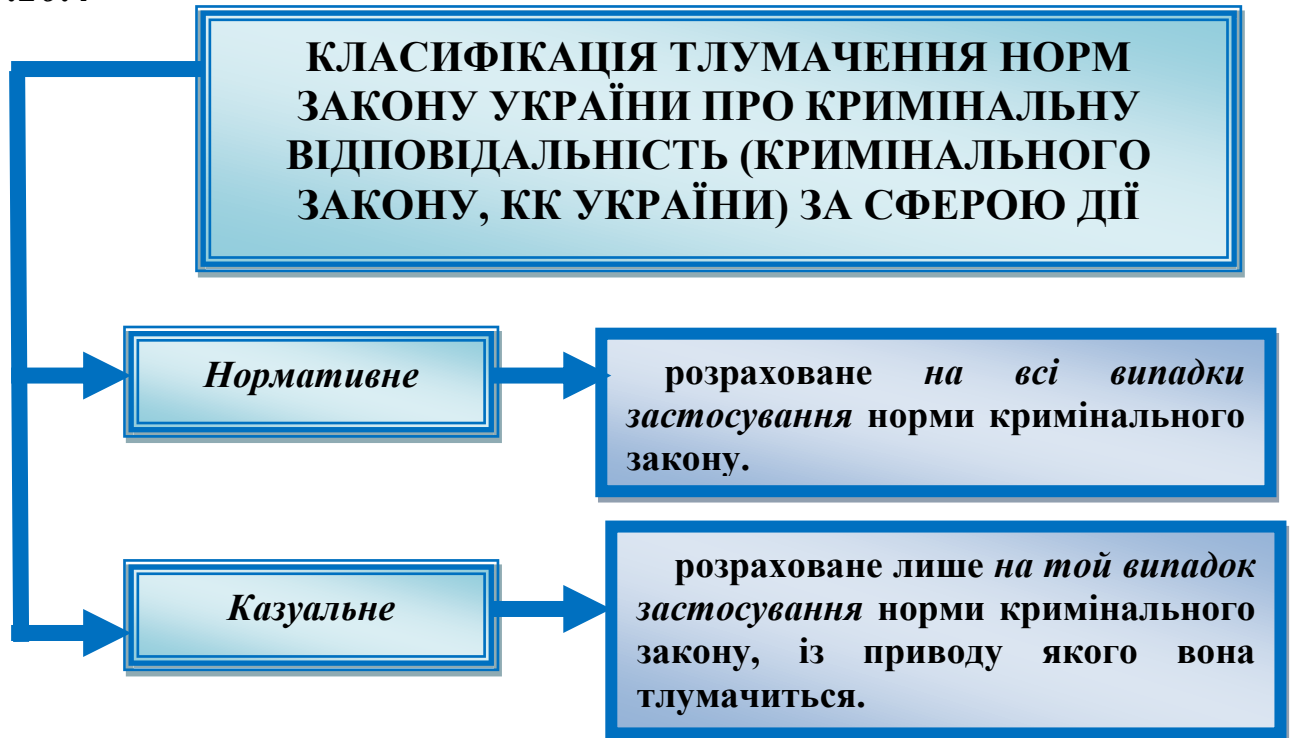 КЛАСИФІКАЦІЯ ТЛУМАЧЕННЯ НОРМ
ЗАКОНУ УКРАЇНИ ПРО КРИМІНАЛЬНУ
ВІДПОВІДАЛЬНІСТЬ (КРИМІНАЛЬНОГО
ЗАКОНУ, КК УКРАЇНИ) ЗА СФЕРОЮ ДІЇ
Нормативне
розраховане на всі випадки
застосування норми кримінального
закону.
Казуальне
розраховане лише на той випадок
застосування норми кримінального
закону, із приводу якого вона
тлумачиться.